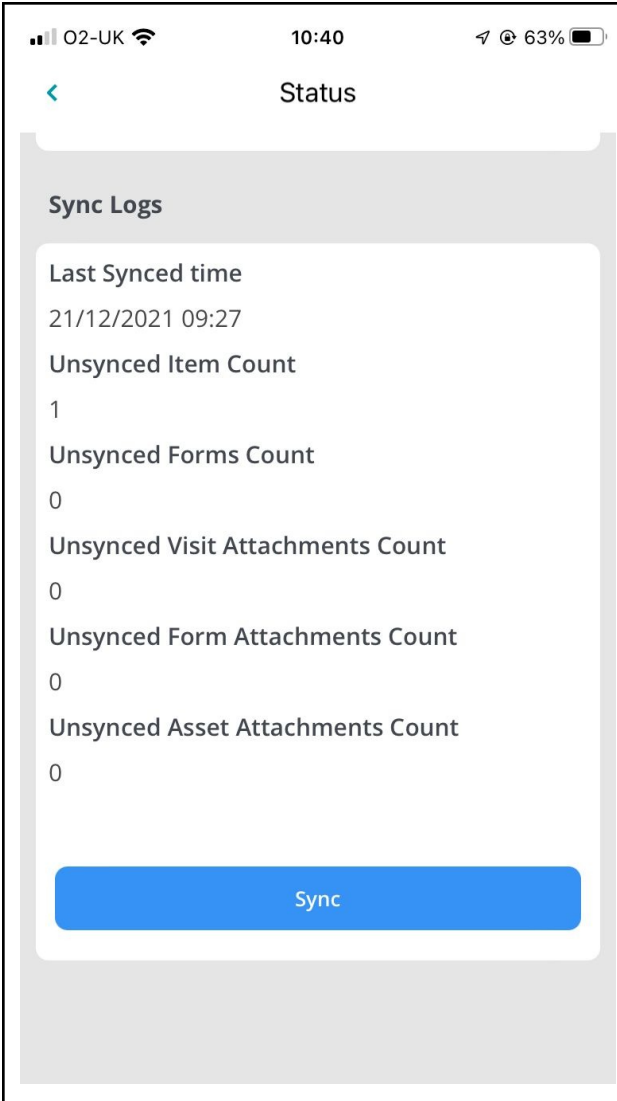 O2-UK 10:40 63%
Status
Sync Logs
Last Synced time
21/12/2021 09:27
Unsynced Item Count
1
Unsynced Forms Count
0
Unsynced Visit Attachments Count
0
Unsynced Form Attachments Count
0
Unsynced Asset Attachments Count
0
Sync